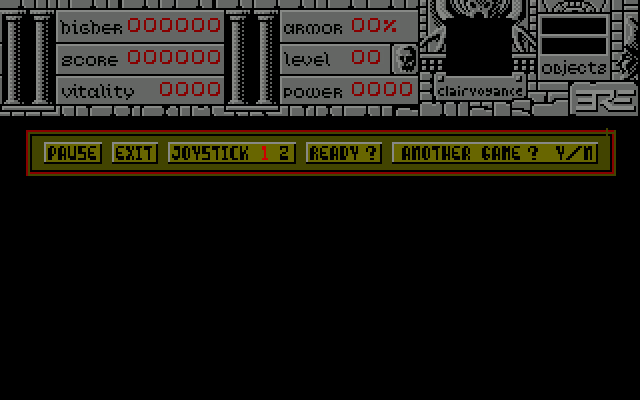 higher 000000 armor 00%
score 000000 level 00
vitality 0000 power 0000
clairvoyance
objects
ERE
PAUSE EXIT JOYSTICK 1 2 READY ? ANOTHER GAME ? Y/N